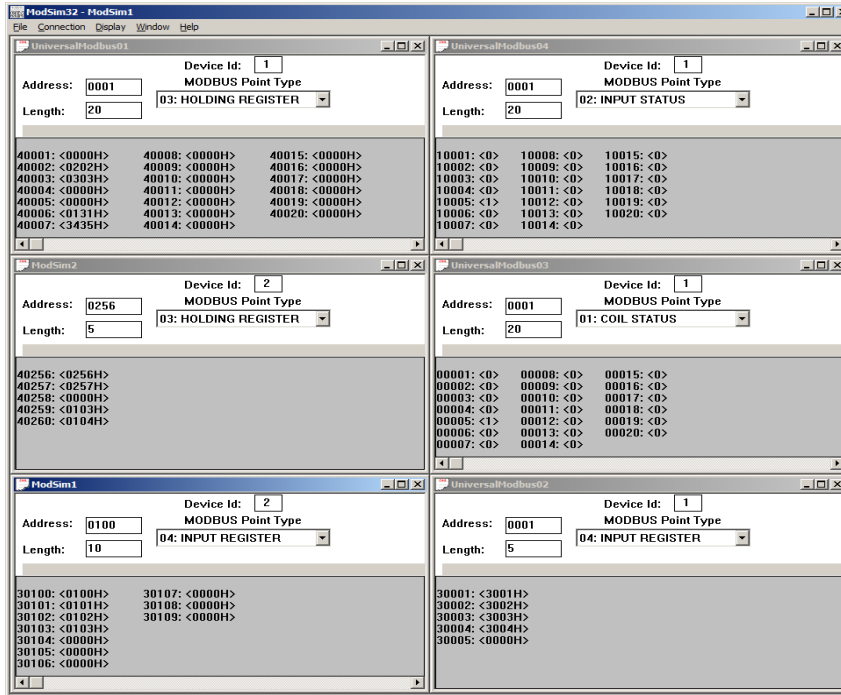 ModSim32 - ModSim1
File Connection Display Window Help
UniversalModbus01
Device Id: 1
Address: 0001 MODBUS Point Type
Length: 20 03: HOLDING REGISTER
40001: <0000H> 40008: <0000H> 40015: <0000H>
40002: <0202H> 40009: <0000H> 40016: <0000H>
40003: <0303H> 40010: <0000H> 40017: <0000H>
40004: <0000H> 40011: <0000H> 40018: <0000H>
40005: <0000H> 40012: <0000H> 40019: <0000H>
40006: <0131H> 40013: <0000H> 40020: <0000H>
40007: <3435H> 40014: <0000H>
UniversalModbus04
Device Id: 1
Address: 0001 MODBUS Point Type
Length: 20 02: INPUT STATUS
10001: <0> 10008: <0> 10015: <0>
10002: <0> 10009: <0> 10016: <0>
10003: <0> 10010: <0> 10017: <0>
10004: <0> 10011: <0> 10018: <0>
10005: <1> 10012: <0> 10019: <0>
10006: <0> 10013: <0> 10020: <0>
10007: <0> 10014: <0>
ModSim2
Device Id: 2
Address: 0256 MODBUS Point Type
Length: 5 03: HOLDING REGISTER
40256: <0256H>
40257: <0257H>
40258: <0000H>
40259: <0103H>
40260: <0104H>
UniversalModbus03
Device Id: 1
Address: 0001 MODBUS Point Type
Length: 20 01: COIL STATUS
00001: <0> 00008: <0> 00015: <0>
00002: <0> 00009: <0> 00016: <0>
00003: <0> 00010: <0> 00017: <0>
00004: <0> 00011: <0> 00018: <0>
00005: <1> 00012: <0> 00019: <0>
00006: <0> 00013: <0> 00020: <0>
00007: <0> 00014: <0>
ModSim1
Device Id: 2
Address: 0100 MODBUS Point Type
Length: 10 04: INPUT REGISTER
30100: <0100H> 30107: <0000H>
30101: <0101H> 30108: <0000H>
30102: <0102H> 30109: <0000H>
30103: <0103H>
30104: <0000H>
30105: <0000H>
30106: <0000H>
UniversalModbus02
Device Id: 1
Address: 0001 MODBUS Point Type
Length: 5 04: INPUT REGISTER
30001: <3001H>
30002: <3002H>
30003: <3003H>
30004: <3004H>
30005: <0000H>